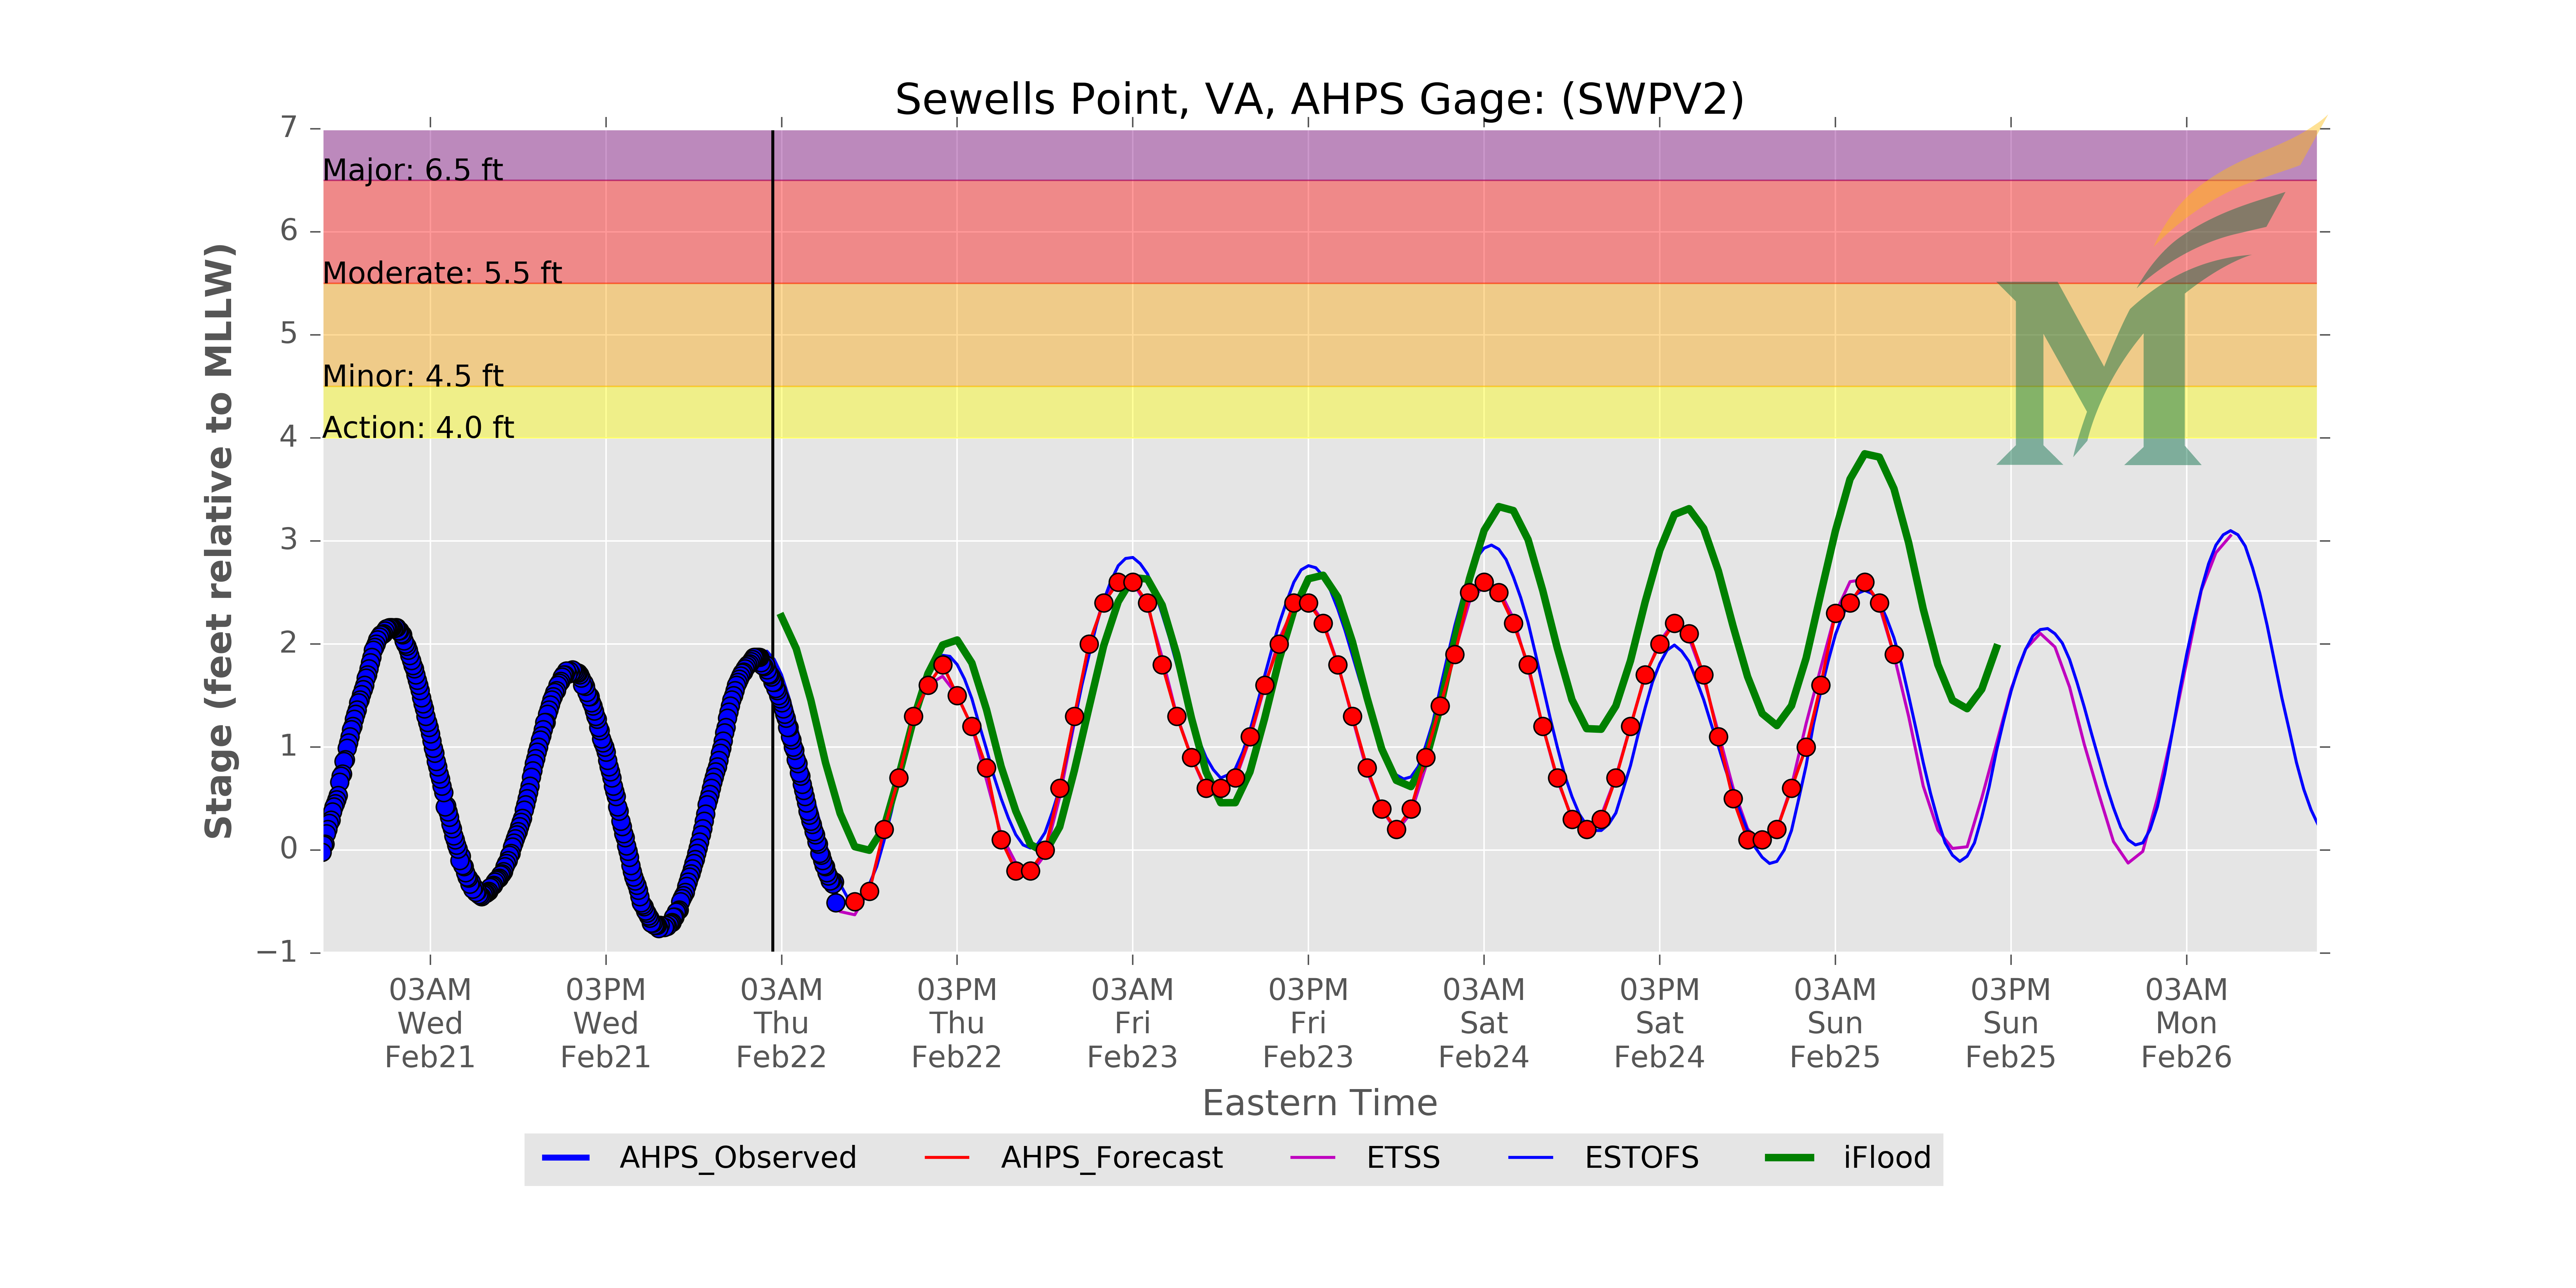 Sewells Point, VA, AHPS Gage: (SWPV2)
Stage (feet relative to MLLW)
7
6
5
4
3
2
1
0
−1
Major: 6.5 ft
Moderate: 5.5 ft
Minor: 4.5 ft
Action: 4.0 ft
M
03AM 03PM 03AM 03PM 03AM 03PM 03AM 03PM 03AM 03PM 03AM
Wed Wed Thu Thu Fri Fri Sat Sat Sun Sun Mon
Feb21 Feb21 Feb22 Feb22 Feb23 Feb23 Feb24 Feb24 Feb25 Feb25 Feb26
Eastern Time
AHPS_Observed AHPS_Forecast ETSS ESTOFS iFlood